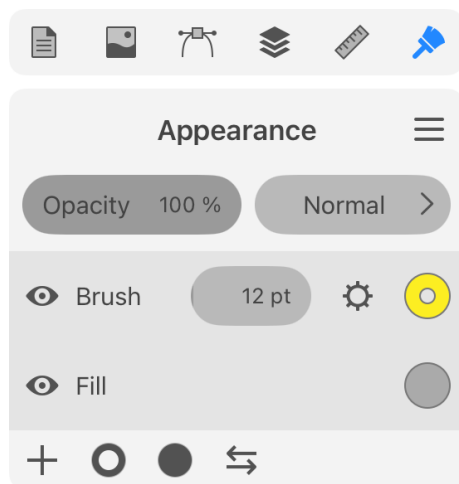 Appearance
Opacity 100 %
Normal
Brush 12 pt
Fill